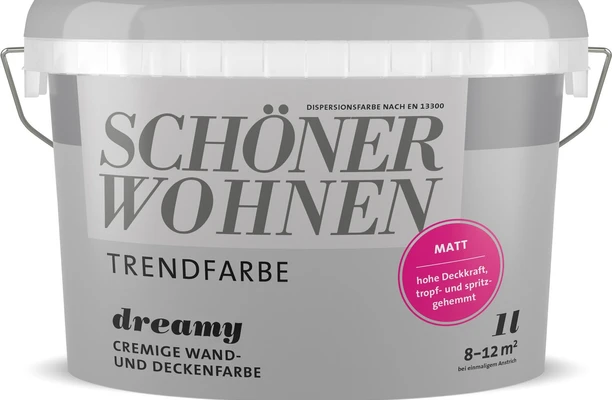 DISPERSIONSFARBE NACH EN 13300
SCHÖNER
WOHNEN
TRENDFARBE
MATT
hohe Deckkraft,
tropf- und spritz-
gehemmt
dreamy
CREMIGE WAND-
UND DECKENFARBE
1l
8–12 m²
bei einmaligem Anstrich